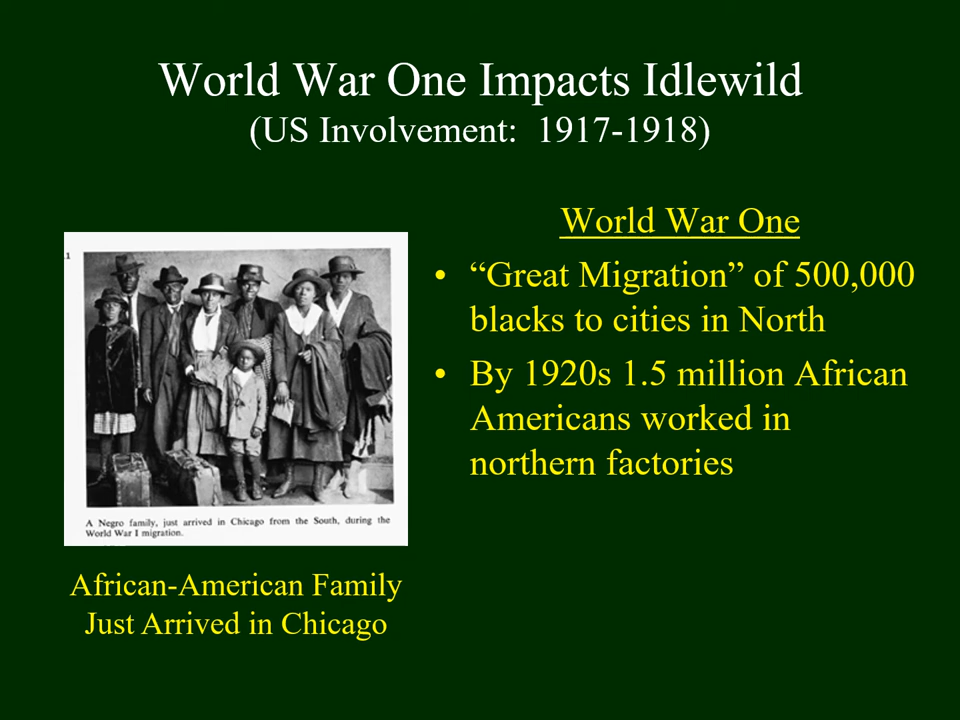 World War One Impacts Idlewild
(US Involvement:  1917-1918)
World War One
• “Great Migration” of 500,000
blacks to cities in North
• By 1920s 1.5 million African
Americans worked in
northern factories
1
A Negro family, just arrived in Chicago from the South, during the
World War I migration.
African-American Family
Just Arrived in Chicago